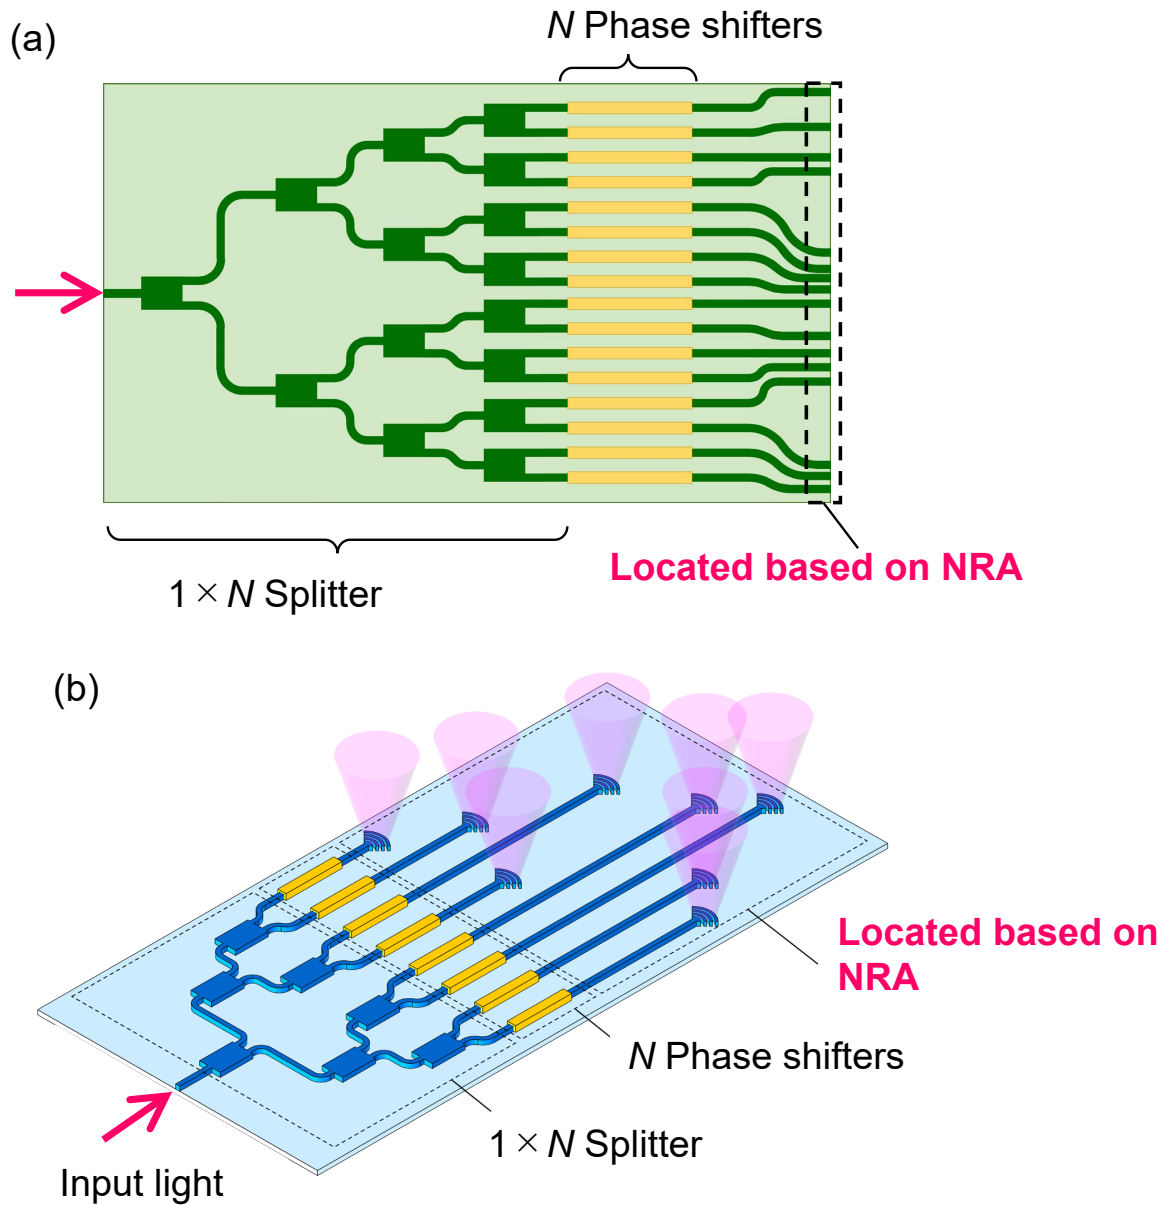 (a)
N Phase shifters
Located based on NRA
1 × N Splitter
(b)
Located based on
NRA
N Phase shifters
1 × N Splitter
Input light